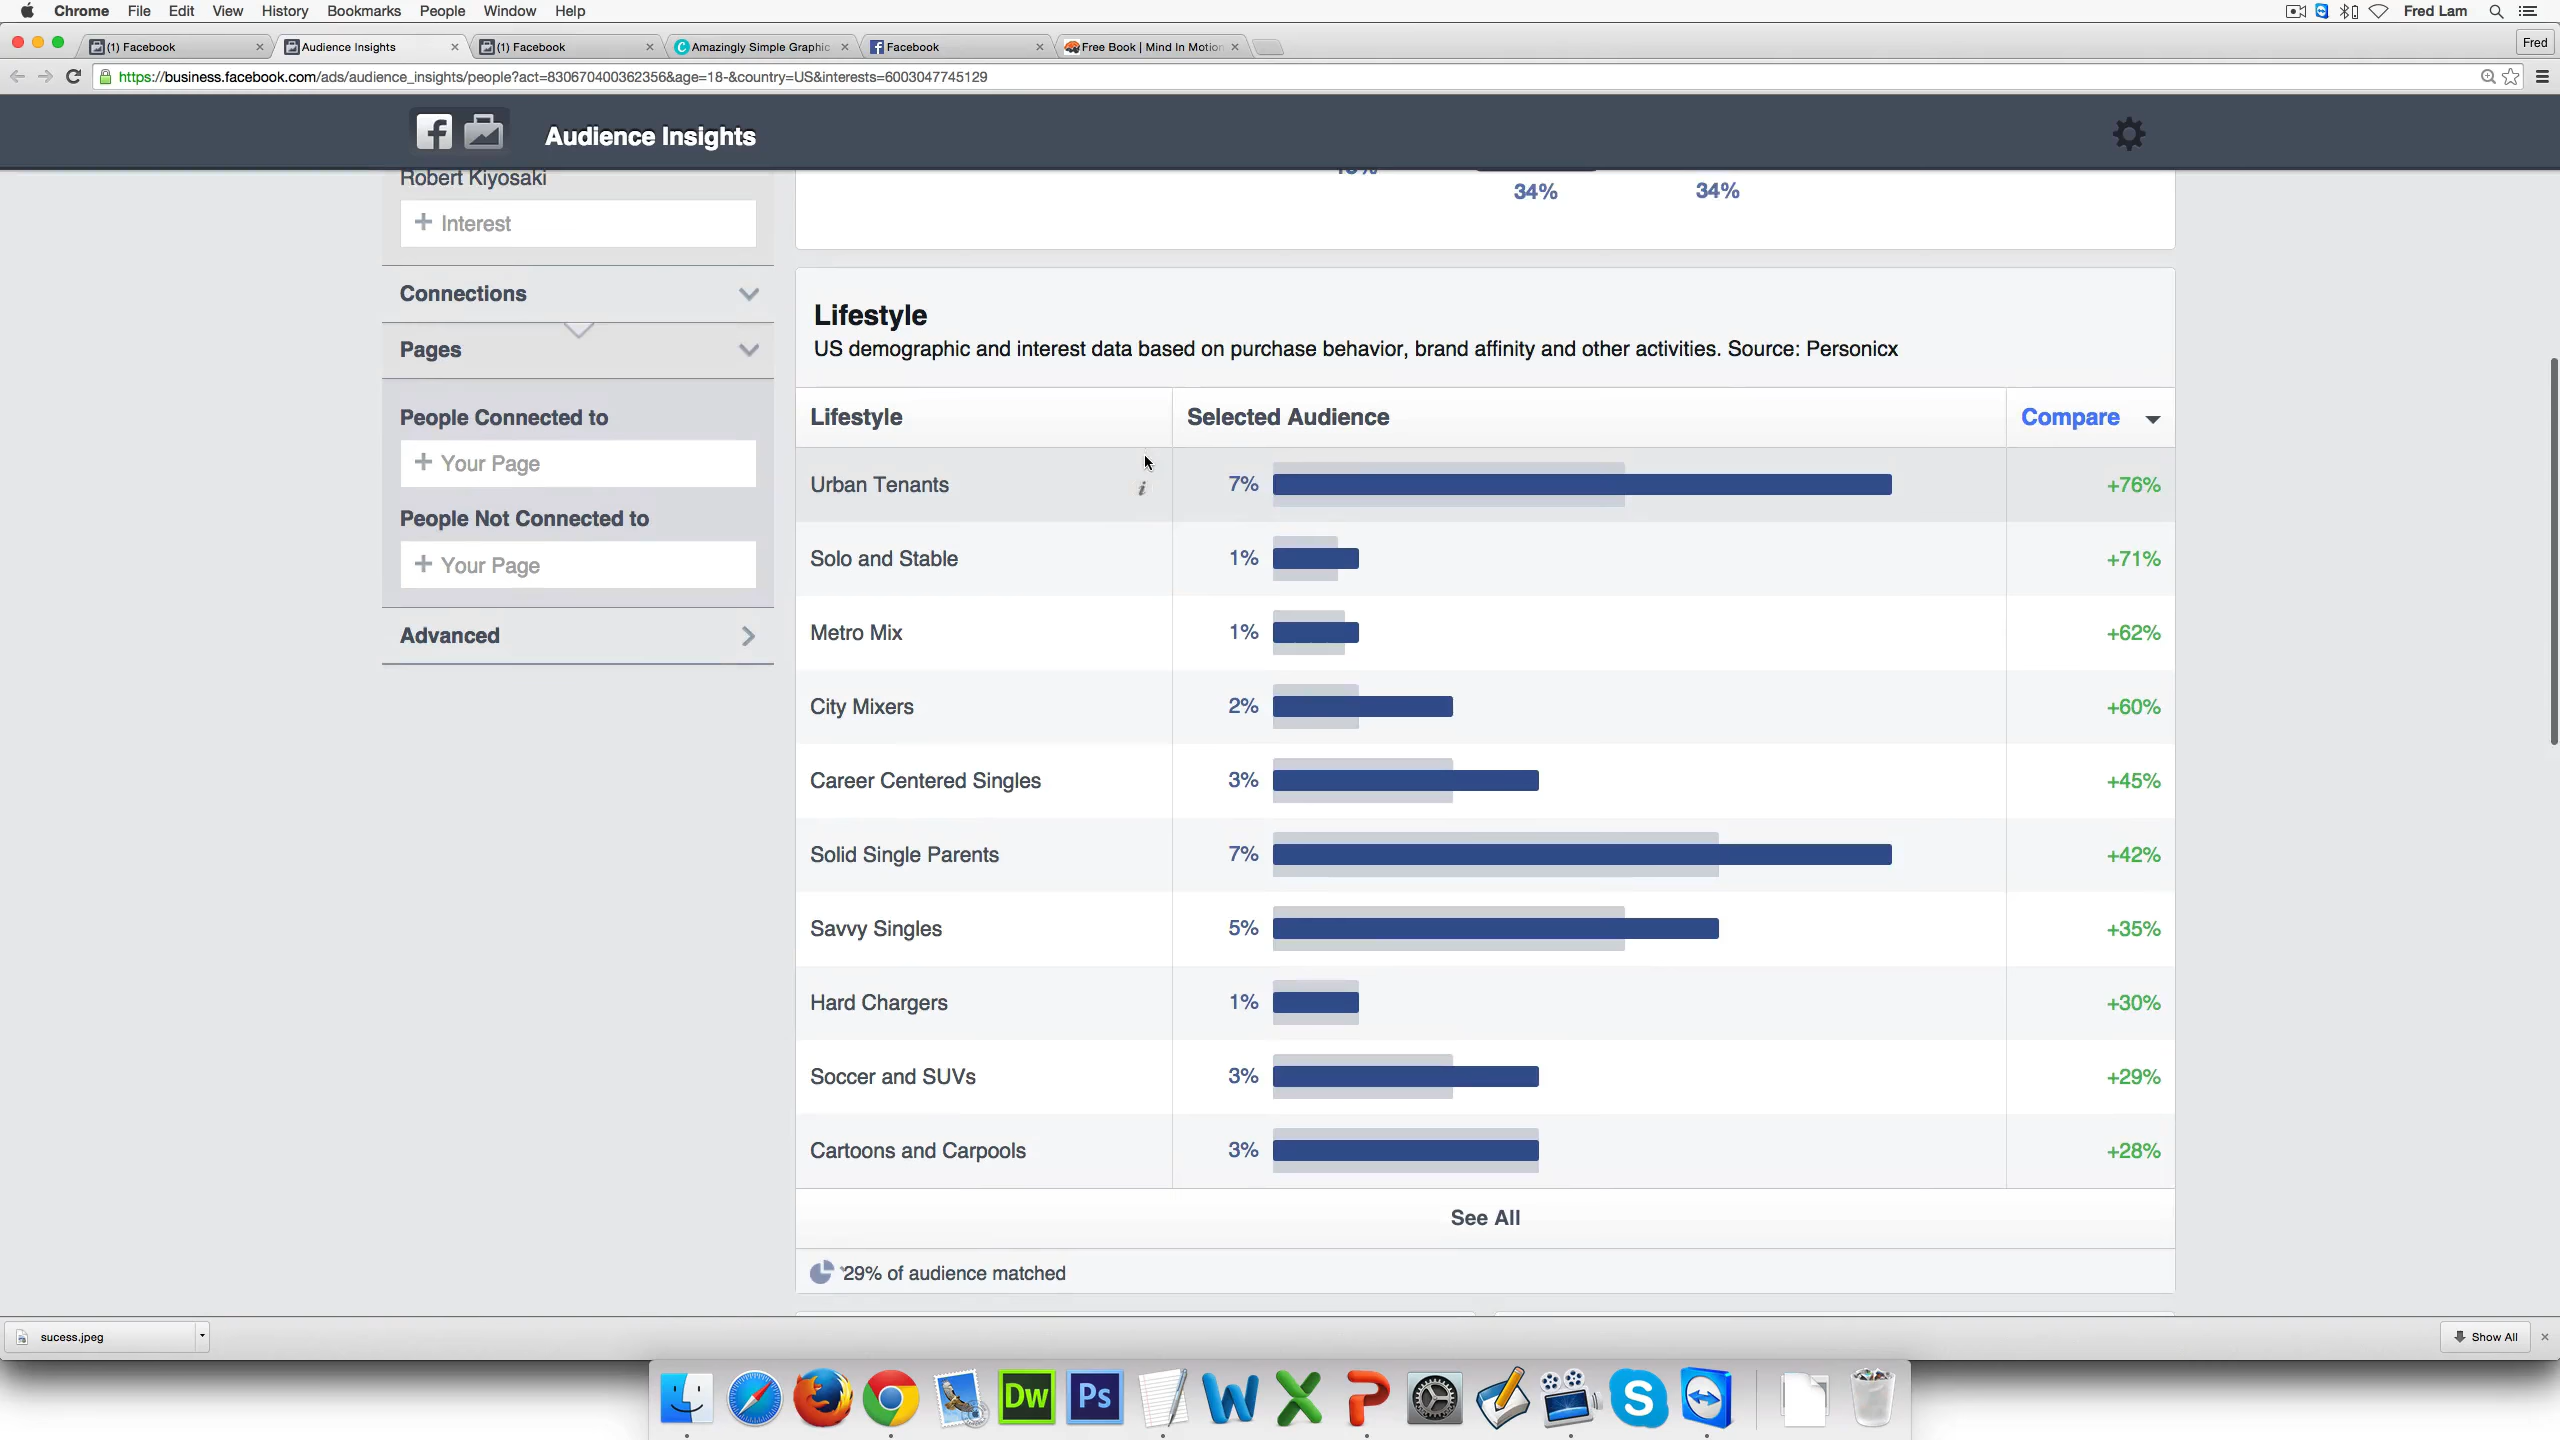 Chrome File Edit View History Bookmarks People Window Help Fred Lam
(1) Facebook Audience Insights (1) Facebook Amazingly Simple Graphic Facebook Free Book | Mind In Motion Fred
https://business.facebook.com/ads/audience_insights/people?act=830670400362356&age=18-&country=US&interests=6003047745129
Audience Insights
Robert Kiyosaki
34% 34%
+ Interest
Connections
Pages
People Connected to
+ Your Page
People Not Connected to
+ Your Page
Advanced
Lifestyle
US demographic and interest data based on purchase behavior, brand affinity and other activities. Source: Personicx
Lifestyle Selected Audience Compare
Urban Tenants i 7% +76%
Solo and Stable 1% +71%
Metro Mix 1% +62%
City Mixers 2% +60%
Career Centered Singles 3% +45%
Solid Single Parents 7% +42%
Savvy Singles 5% +35%
Hard Chargers 1% +30%
Soccer and SUVs 3% +29%
Cartoons and Carpools 3% +28%
See All
29% of audience matched
sucess.jpeg Show All
Dw Ps W X P S